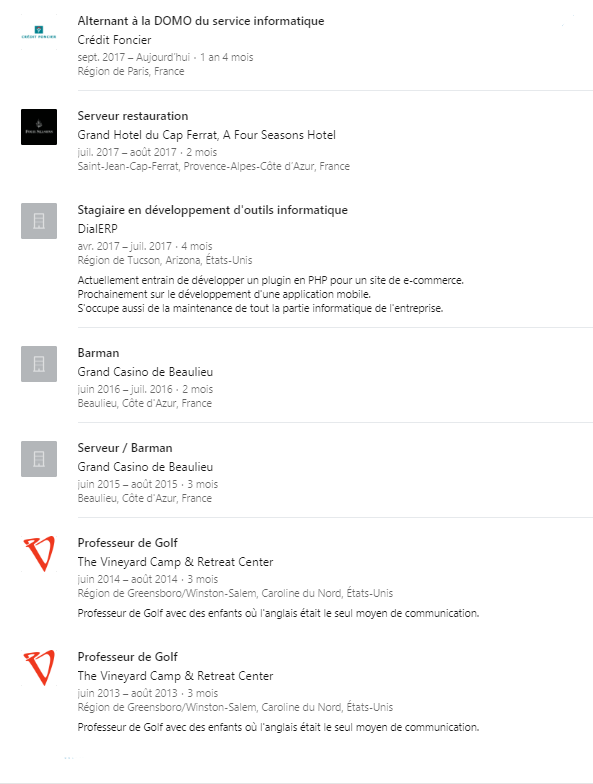 Alternant à la DOMO du service informatique
CRÉDIT FONCIER
Crédit Foncier
sept. 2017 – Aujourd'hui · 1 an 4 mois
Région de Paris, France
Serveur restauration
FOUR SEASONS
Grand Hotel du Cap Ferrat, A Four Seasons Hotel
juil. 2017 – août 2017 · 2 mois
Saint-Jean-Cap-Ferrat, Provence-Alpes-Côte d'Azur, France
Stagiaire en développement d'outils informatique
DialERP
avr. 2017 – juil. 2017 · 4 mois
Région de Tucson, Arizona, États-Unis
Actuellement entrain de développer un plugin en PHP pour un site de e-commerce.
Prochainement sur le développement d'une application mobile.
S'occupe aussi de la maintenance de tout la partie informatique de l'entreprise.
Barman
Grand Casino de Beaulieu
juin 2016 – juil. 2016 · 2 mois
Beaulieu, Côte d'Azur, France
Serveur / Barman
Grand Casino de Beaulieu
juin 2015 – août 2015 · 3 mois
Beaulieu, Côte d'Azur, France
Professeur de Golf
The Vineyard Camp & Retreat Center
juin 2014 – août 2014 · 3 mois
Région de Greensboro/Winston-Salem, Caroline du Nord, États-Unis
Professeur de Golf avec des enfants où l'anglais était le seul moyen de communication.
Professeur de Golf
The Vineyard Camp & Retreat Center
juin 2013 – août 2013 · 3 mois
Région de Greensboro/Winston-Salem, Caroline du Nord, États-Unis
Professeur de Golf avec des enfants où l'anglais était le seul moyen de communication.